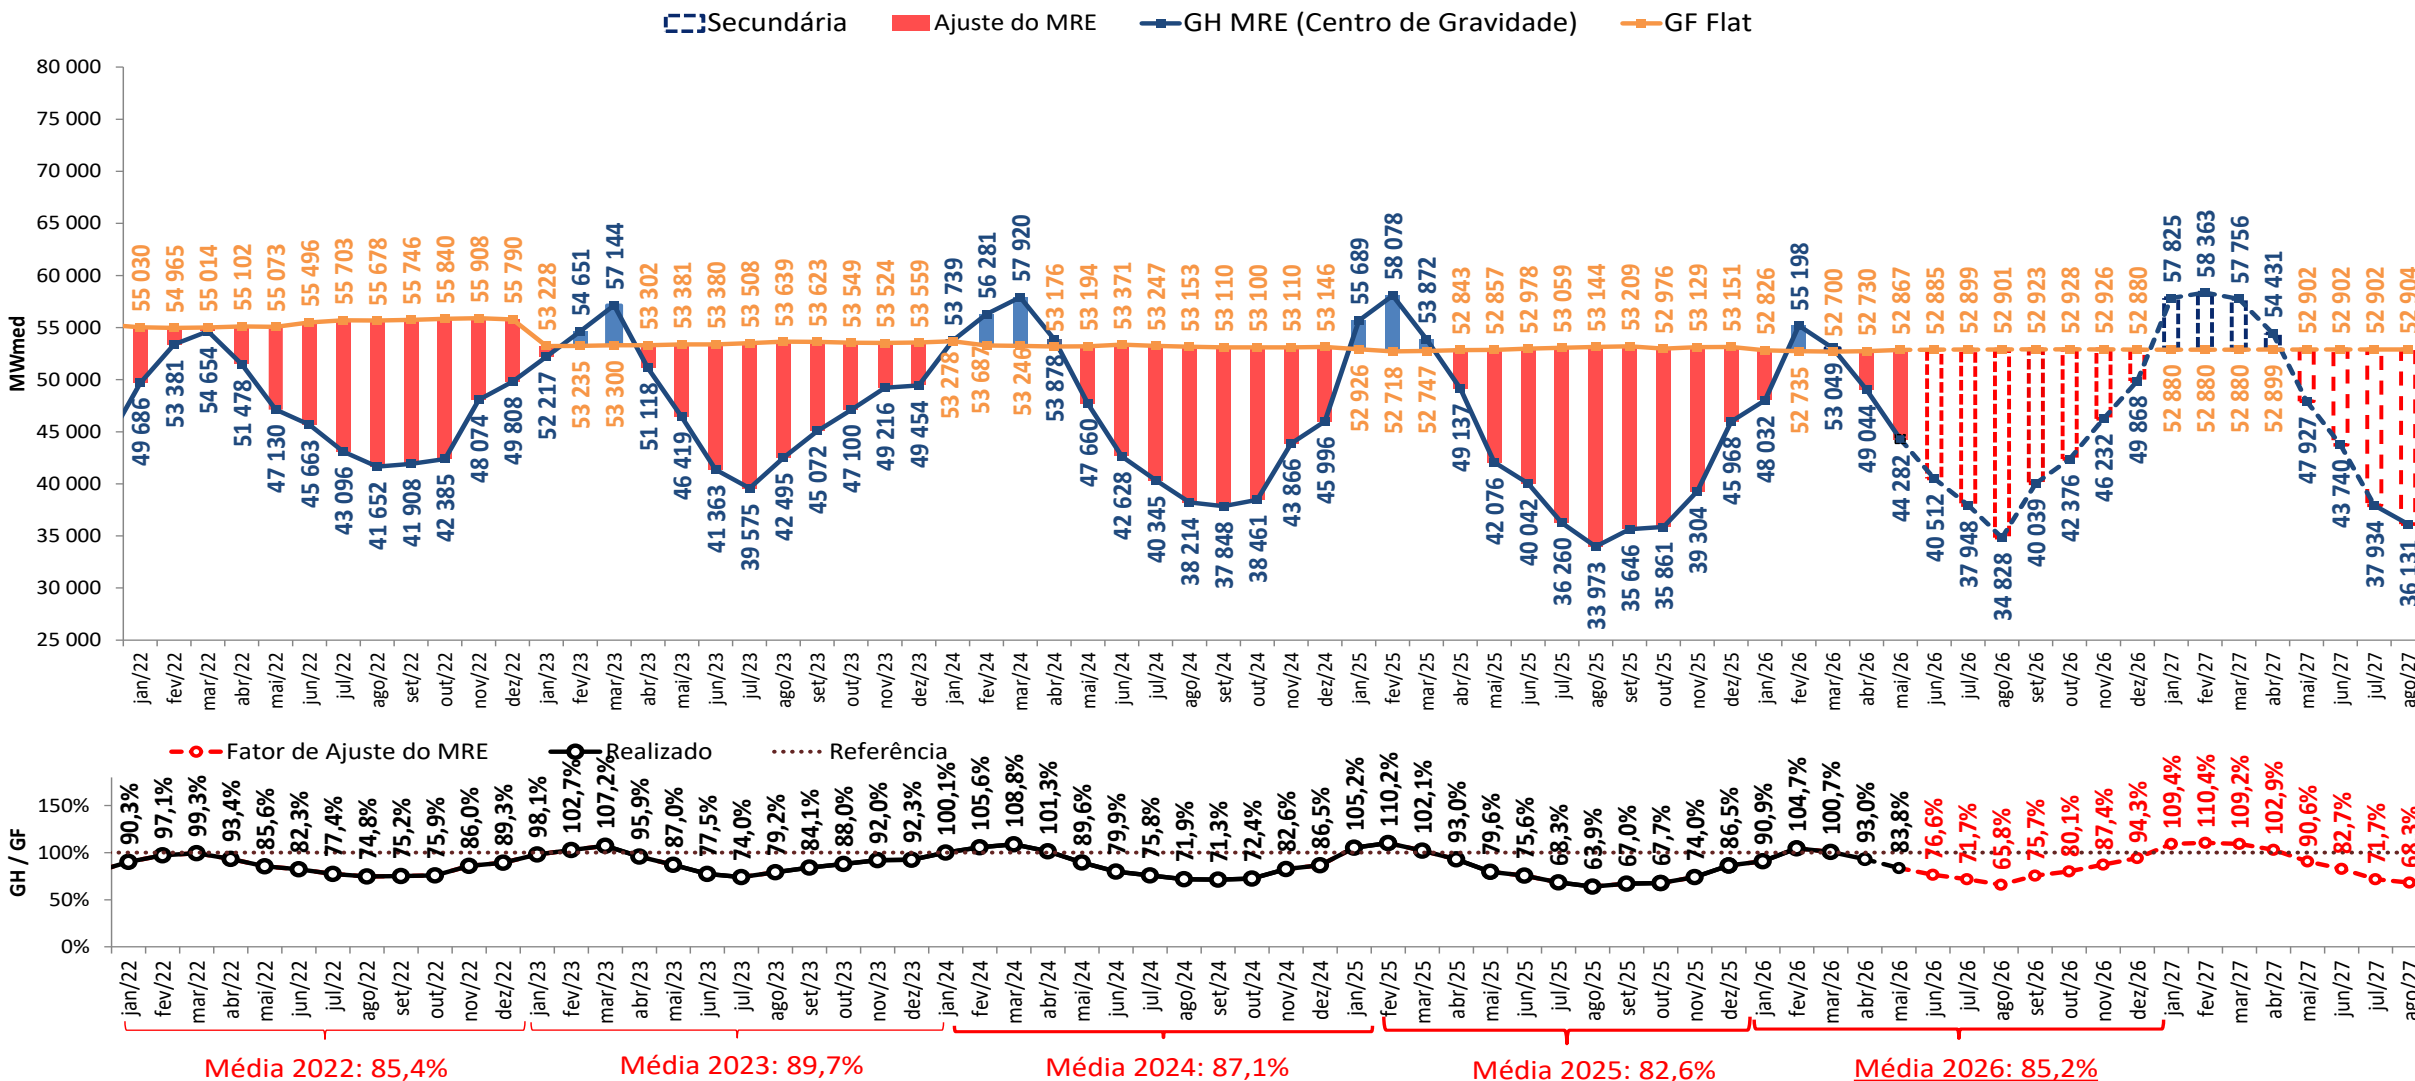 Secundária Ajuste do MRE GH MRE (Centro de Gravidade) GF Flat
MWmed
80 000
75 000
70 000
65 000
60 000
55 000
50 000
45 000
40 000
35 000
30 000
25 000
55 030 54 965 55 014 55 102 55 073 55 496 55 703 55 678 55 746 55 840 55 908 55 790 53 228 54 651 57 144 53 302 53 381 53 380 53 508 53 639 53 623 53 549 53 524 53 559 53 739 56 281 57 920 53 176 53 194 53 371 53 247 53 153 53 110 53 100 53 110 53 146 55 689 58 078 53 872 52 843 52 857 52 978 53 059 53 144 53 209 52 976 53 129 53 151 52 826 55 198 52 700 52 730 52 867 52 885 52 899 52 901 52 923 52 928 52 926 52 880 57 825 58 363 57 756 54 431 52 902 52 902 52 902 52 904
49 686 53 381 54 654 51 478 47 130 45 663 43 096 41 652 41 908 42 385 48 074 49 808 52 217 53 235 53 300 51 118 46 419 41 363 39 575 42 495 45 072 47 100 49 216 49 454 53 278 53 687 53 246 53 878 47 660 42 628 40 345 38 214 37 848 38 461 43 866 45 996 52 926 52 718 52 747 49 137 42 076 40 042 36 260 33 973 35 646 35 861 39 304 45 968 48 032 52 735 53 049 49 044 44 282 40 512 37 948 34 828 40 039 42 376 46 232 49 868 52 880 52 880 52 880 52 899 47 927 43 740 37 934 36 131
jan/22 fev/22 mar/22 abr/22 mai/22 jun/22 jul/22 ago/22 set/22 out/22 nov/22 dez/22 jan/23 fev/23 mar/23 abr/23 mai/23 jun/23 jul/23 ago/23 set/23 out/23 nov/23 dez/23 jan/24 fev/24 mar/24 abr/24 mai/24 jun/24 jul/24 ago/24 set/24 out/24 nov/24 dez/24 jan/25 fev/25 mar/25 abr/25 mai/25 jun/25 jul/25 ago/25 set/25 out/25 nov/25 dez/25 jan/26 fev/26 mar/26 abr/26 mai/26 jun/26 jul/26 ago/26 set/26 out/26 nov/26 dez/26 jan/27 fev/27 mar/27 abr/27 mai/27 jun/27 jul/27 ago/27
Fator de Ajuste do MRE Realizado Referência
GH / GF
150%
100%
50%
0%
90,3% 97,1% 99,3% 93,4% 85,6% 82,3% 77,4% 74,8% 75,2% 75,9% 86,0% 89,3% 98,1% 102,7% 107,2% 95,9% 87,0% 77,5% 74,0% 79,2% 84,1% 88,0% 92,0% 92,3% 100,1% 105,6% 108,8% 101,3% 89,6% 79,9% 75,8% 71,9% 71,3% 72,4% 82,6% 86,5% 105,2% 110,2% 102,1% 93,0% 79,6% 75,6% 68,3% 63,9% 67,0% 67,7% 74,0% 86,5% 90,9% 104,7% 100,7% 93,0% 83,8% 76,6% 71,7% 65,8% 75,7% 80,1% 87,4% 94,3% 109,4% 110,4% 109,2% 102,9% 90,6% 82,7% 71,7% 68,3%
jan/22 fev/22 mar/22 abr/22 mai/22 jun/22 jul/22 ago/22 set/22 out/22 nov/22 dez/22 jan/23 fev/23 mar/23 abr/23 mai/23 jun/23 jul/23 ago/23 set/23 out/23 nov/23 dez/23 jan/24 fev/24 mar/24 abr/24 mai/24 jun/24 jul/24 ago/24 set/24 out/24 nov/24 dez/24 jan/25 fev/25 mar/25 abr/25 mai/25 jun/25 jul/25 ago/25 set/25 out/25 nov/25 dez/25 jan/26 fev/26 mar/26 abr/26 mai/26 jun/26 jul/26 ago/26 set/26 out/26 nov/26 dez/26 jan/27 fev/27 mar/27 abr/27 mai/27 jun/27 jul/27 ago/27
Média 2022: 85,4% Média 2023: 89,7% Média 2024: 87,1% Média 2025: 82,6% Média 2026: 85,2%